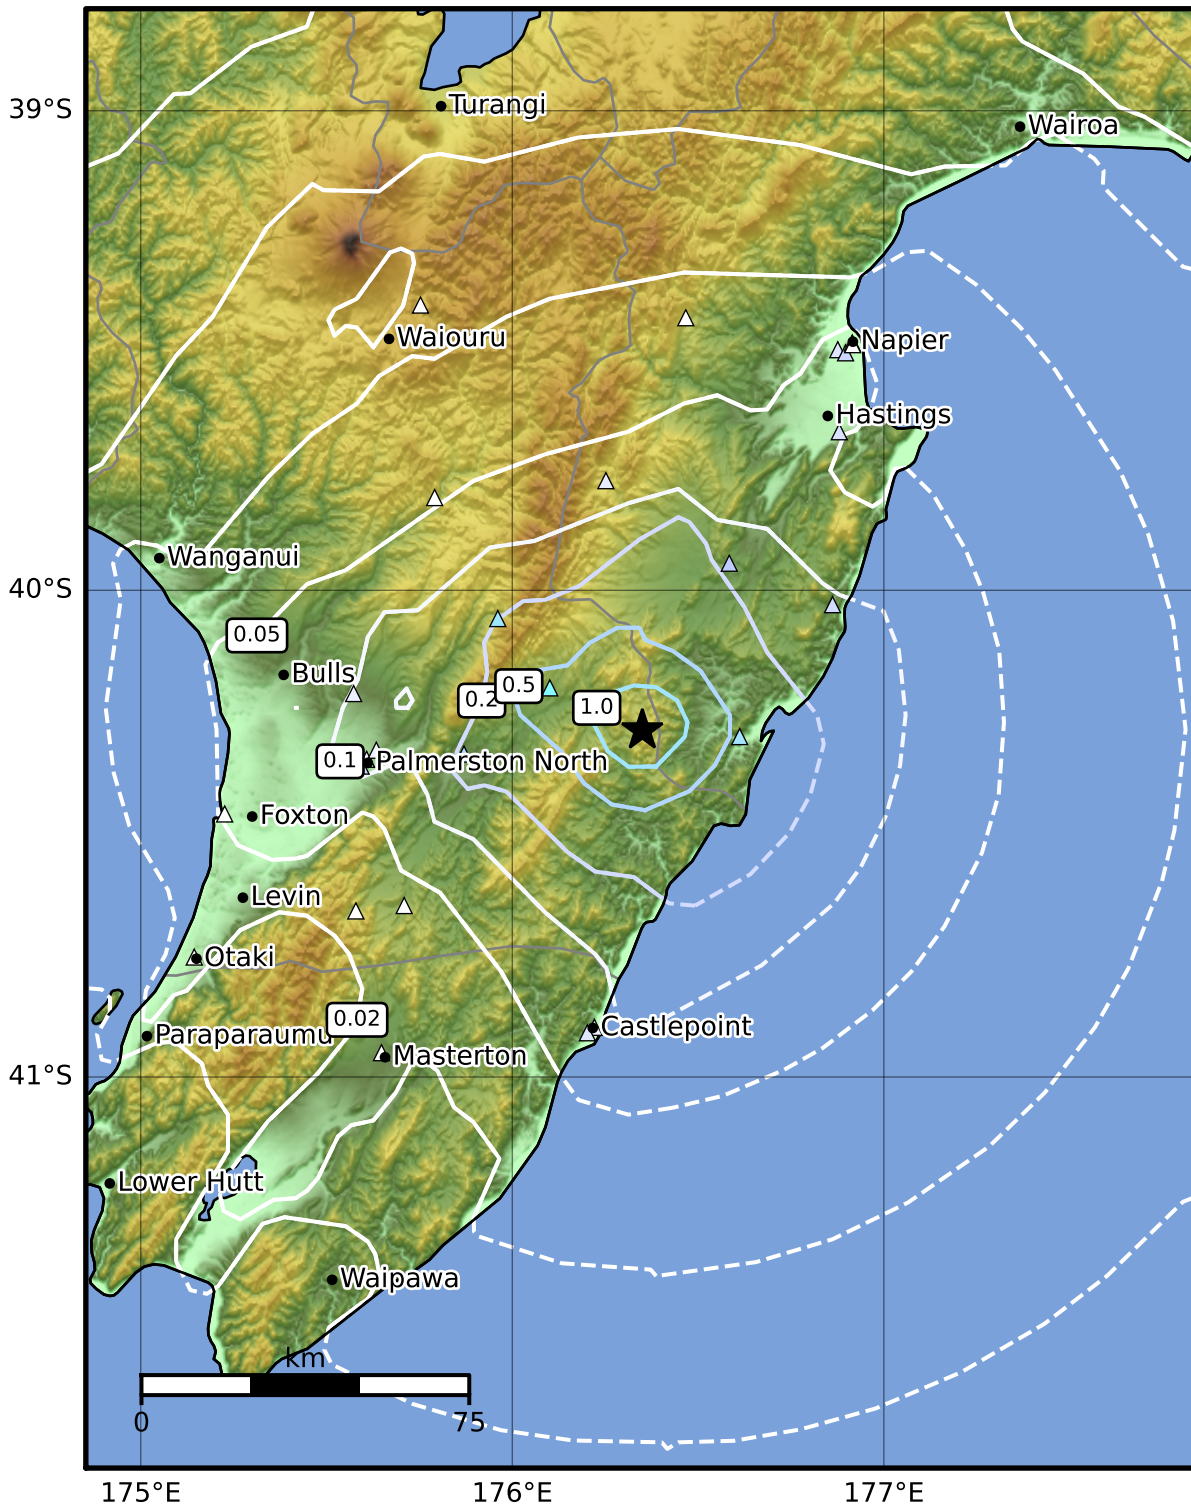 Turangi
39°S
Wairoa
Waiouru
Napier
Hastings
Wanganui
40°S
0.05
Bulls
0.2
0.5
1.0
0.1
Palmerston North
Foxton
Levin
Otaki
0.02
Castlepoint
Paraparaumu
Masterton
41°S
Lower Hutt
Waipawa
km
0
75
175°E
176°E
177°E